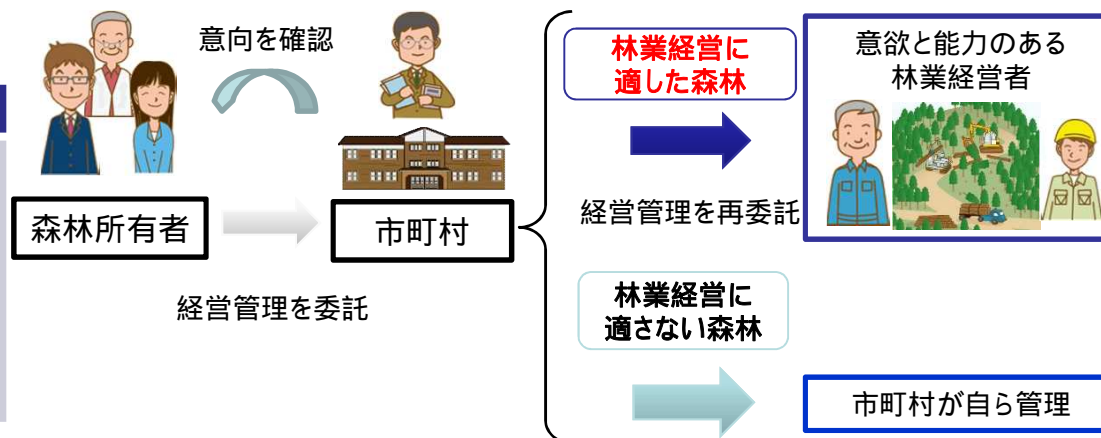 意向を確認
森林所有者
市町村
経営管理を委託
林業経営に
適した森林
経営管理を再委託
意欲と能力のある
林業経営者
林業経営に
適さない森林
市町村が自ら管理